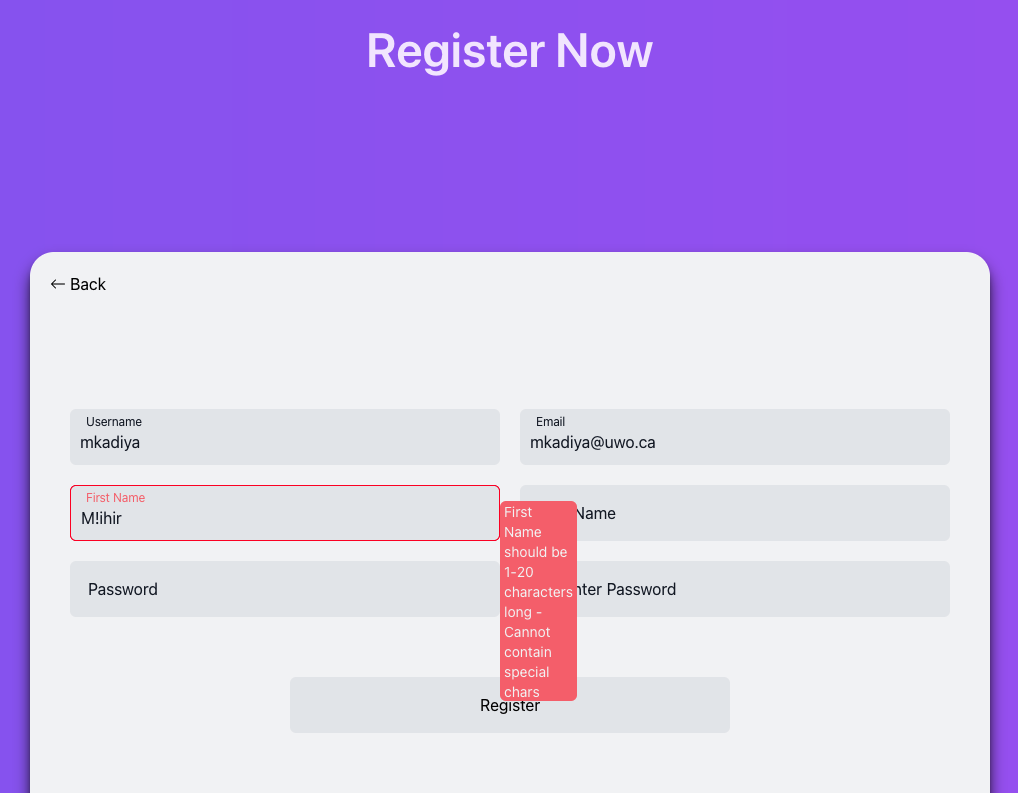 Register Now
Back
Username
mkadiya
Email
mkadiya@uwo.ca
First Name
M!ihir
Name
Password
nter Password
First
Name
should be
1-20
characters
long -
Cannot
contain
special
chars
Register